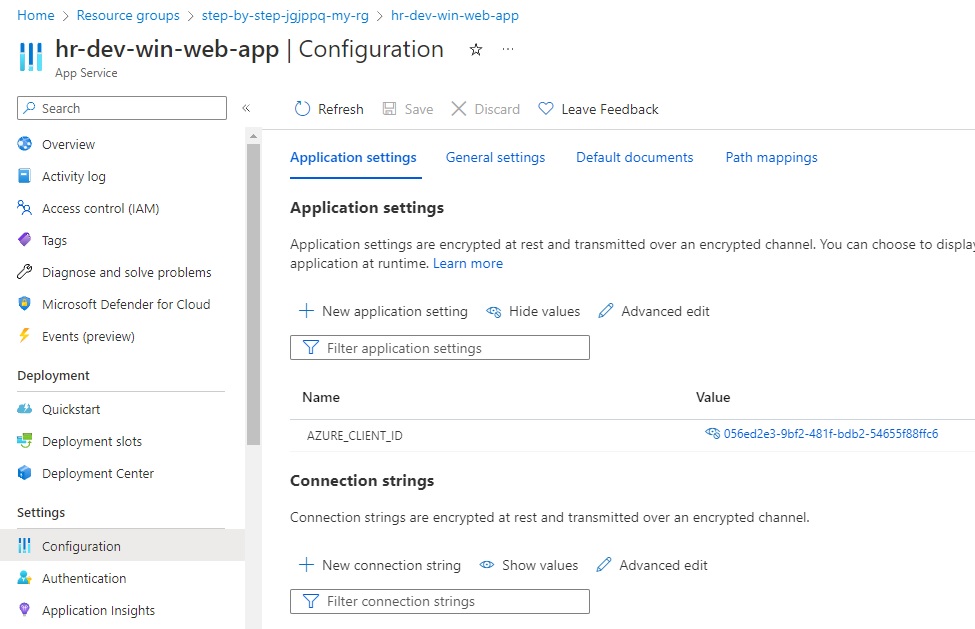 Home > Resource groups > step-by-step-jgjppq-my-rg > hr-dev-win-web-app
hr-dev-win-web-app | Configuration
App Service
Search
Overview
Activity log
Access control (IAM)
Tags
Diagnose and solve problems
Microsoft Defender for Cloud
Events (preview)
Deployment
Quickstart
Deployment slots
Deployment Center
Settings
Configuration
Authentication
Application Insights
Refresh Save Discard Leave Feedback
Application settings General settings Default documents Path mappings
Application settings
Application settings are encrypted at rest and transmitted over an encrypted channel. You can choose to display
application at runtime. Learn more
New application setting Hide values Advanced edit
Filter application settings
Name Value
AZURE_CLIENT_ID 056ed2e3-9bf2-481f-bdb2-54655f88ffc6
Connection strings
Connection strings are encrypted at rest and transmitted over an encrypted channel.
New connection string Show values Advanced edit
Filter connection strings